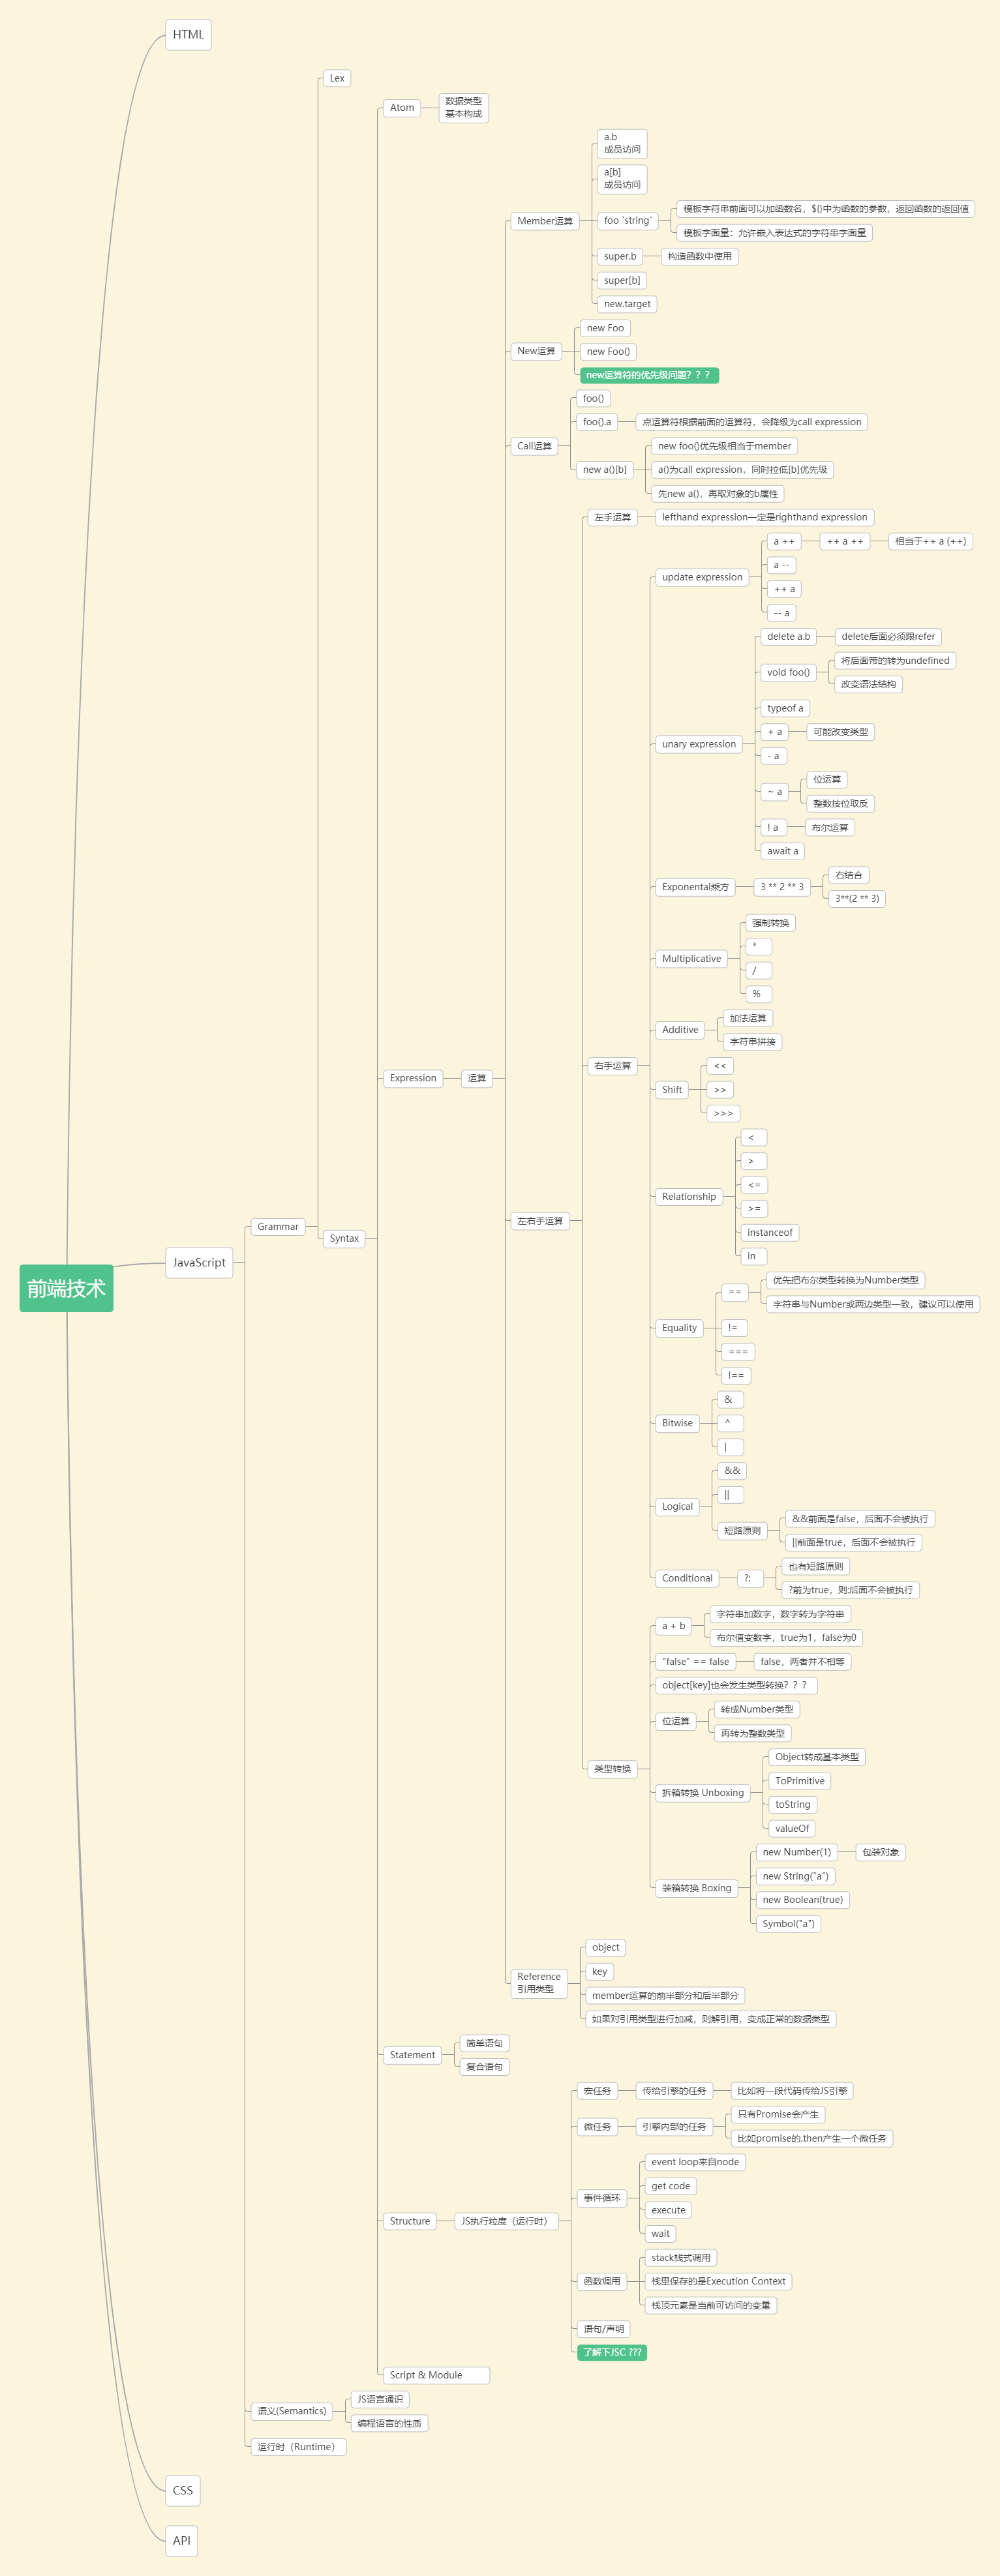 HTML
Lex
Atom
数据类型
基本构成
a.b
成员访问
a[b]
成员访问
Member运算
foo `string`
模板字符串前面可以加函数名，${}中为函数的参数，返回函数的返回值
模板字面量：允许嵌入表达式的字符串字面量
super.b
构造函数中使用
super[b]
new.target
New运算
new Foo
new Foo()
new运算符的优先级问题？？？
Call运算
foo()
foo().a
点运算符根据前面的运算符，会降级为call expression
new a()[b]
new foo()优先级相当于member
a()为call expression，同时拉低[b]优先级
先new a()，再取对象的b属性
左手运算
lefthand expression一定是righthand expression
update expression
a ++
++ a ++
相当于++ a (++)
a --
++ a
-- a
unary expression
delete a.b
delete后面必须跟refer
void foo()
将后面带的转为undefined
改变语法结构
typeof a
+ a
可能改变类型
- a
~ a
位运算
整数按位取反
! a
布尔运算
await a
Exponental乘方
3 ** 2 ** 3
右结合
3**(2 ** 3)
Multiplicative
强制转换
*
/
%
Additive
加法运算
字符串拼接
Expression
运算
右手运算
Shift
<<
>>
>>>
Relationship
<
>
<=
>=
instanceof
in
左右手运算
Grammar
Syntax
JavaScript
前端技术
Equality
==
优先把布尔类型转换为Number类型
字符串与Number或两边类型一致，建议可以使用
!=
===
!==
Bitwise
&
^
|
Logical
&&
||
短路原则
&&前面是false，后面不会被执行
||前面是true，后面不会被执行
Conditional
?:
也有短路原则
?前为true，则:后面不会被执行
类型转换
a + b
字符串加数字，数字转为字符串
布尔值变数字，true为1，false为0
"false" == false
false，两者并不相等
object[key]也会发生类型转换？？？
位运算
转成Number类型
再转为整数类型
拆箱转换 Unboxing
Object转成基本类型
ToPrimitive
toString
valueOf
装箱转换 Boxing
new Number(1)
包装对象
new String("a")
new Boolean(true)
Symbol("a")
Reference
引用类型
object
key
member运算的前半部分和后半部分
如果对引用类型进行加减，则解引用，变成正常的数据类型
Statement
简单语句
复合语句
Structure
JS执行粒度（运行时）
宏任务
传给引擎的任务
比如将一段代码传给JS引擎
微任务
引擎内部的任务
只有Promise会产生
比如promise的.then产生一个微任务
事件循环
event loop来自node
get code
execute
wait
函数调用
stack栈式调用
栈里保存的是Execution Context
栈顶元素是当前可访问的变量
语句/声明
了解下JSC ???
Script & Module
语义(Semantics)
JS语言通识
编程语言的性质
运行时（Runtime）
CSS
API